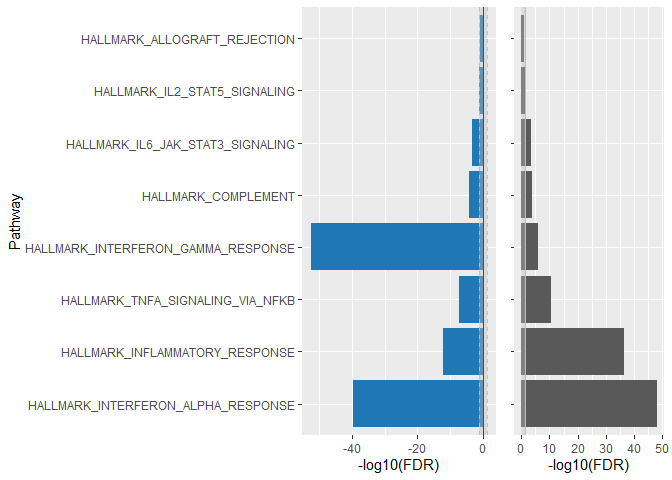 HALLMARK_ALLOGRAFT_REJECTION
HALLMARK_IL2_STAT5_SIGNALING
HALLMARK_IL6_JAK_STAT3_SIGNALING
HALLMARK_COMPLEMENT
HALLMARK_INTERFERON_GAMMA_RESPONSE
HALLMARK_TNFA_SIGNALING_VIA_NFKB
HALLMARK_INFLAMMATORY_RESPONSE
HALLMARK_INTERFERON_ALPHA_RESPONSE
Pathway
-40 -20 0
-log10(FDR)
0 10 20 30 40 50
-log10(FDR)